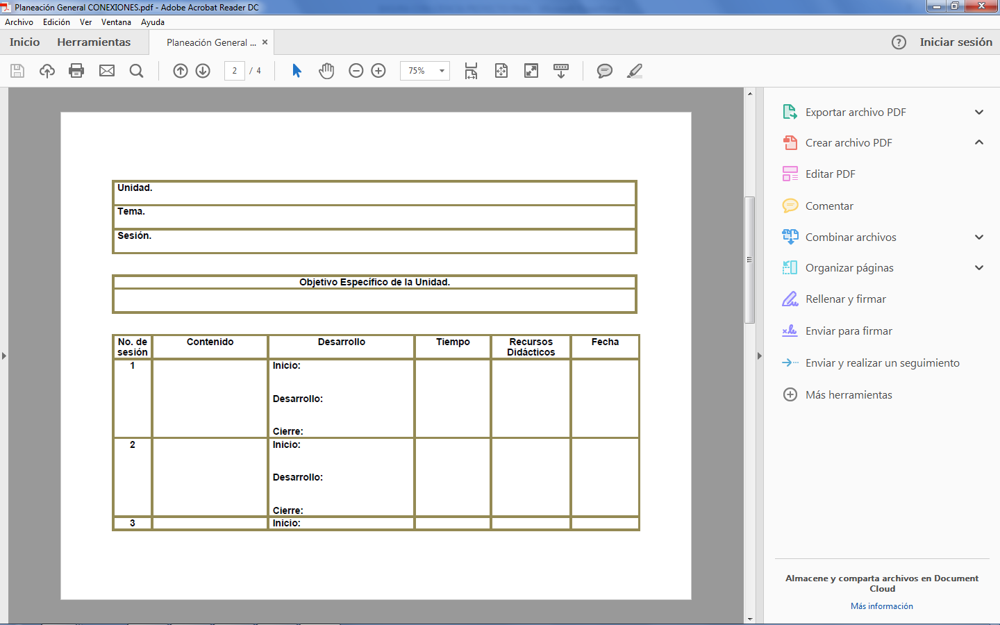 Planeación General CONEXIONES.pdf - Adobe Acrobat Reader DC
Archivo Edición Ver Ventana Ayuda
Inicio Herramientas Planeación General ... × ? Iniciar sesión
2 / 4 75%
Exportar archivo PDF
Crear archivo PDF
Editar PDF
Comentar
Combinar archivos
Organizar páginas
Rellenar y firmar
Enviar para firmar
Enviar y realizar un seguimiento
Más herramientas
Almacene y comparta archivos en Document
Cloud
Más información
Unidad.
Tema.
Sesión.
Objetivo Específico de la Unidad.
No. de sesión Contenido Desarrollo Tiempo Recursos Didácticos Fecha
1 Inicio:
Desarrollo:
Cierre:
2 Inicio:
Desarrollo:
Cierre:
3 Inicio: